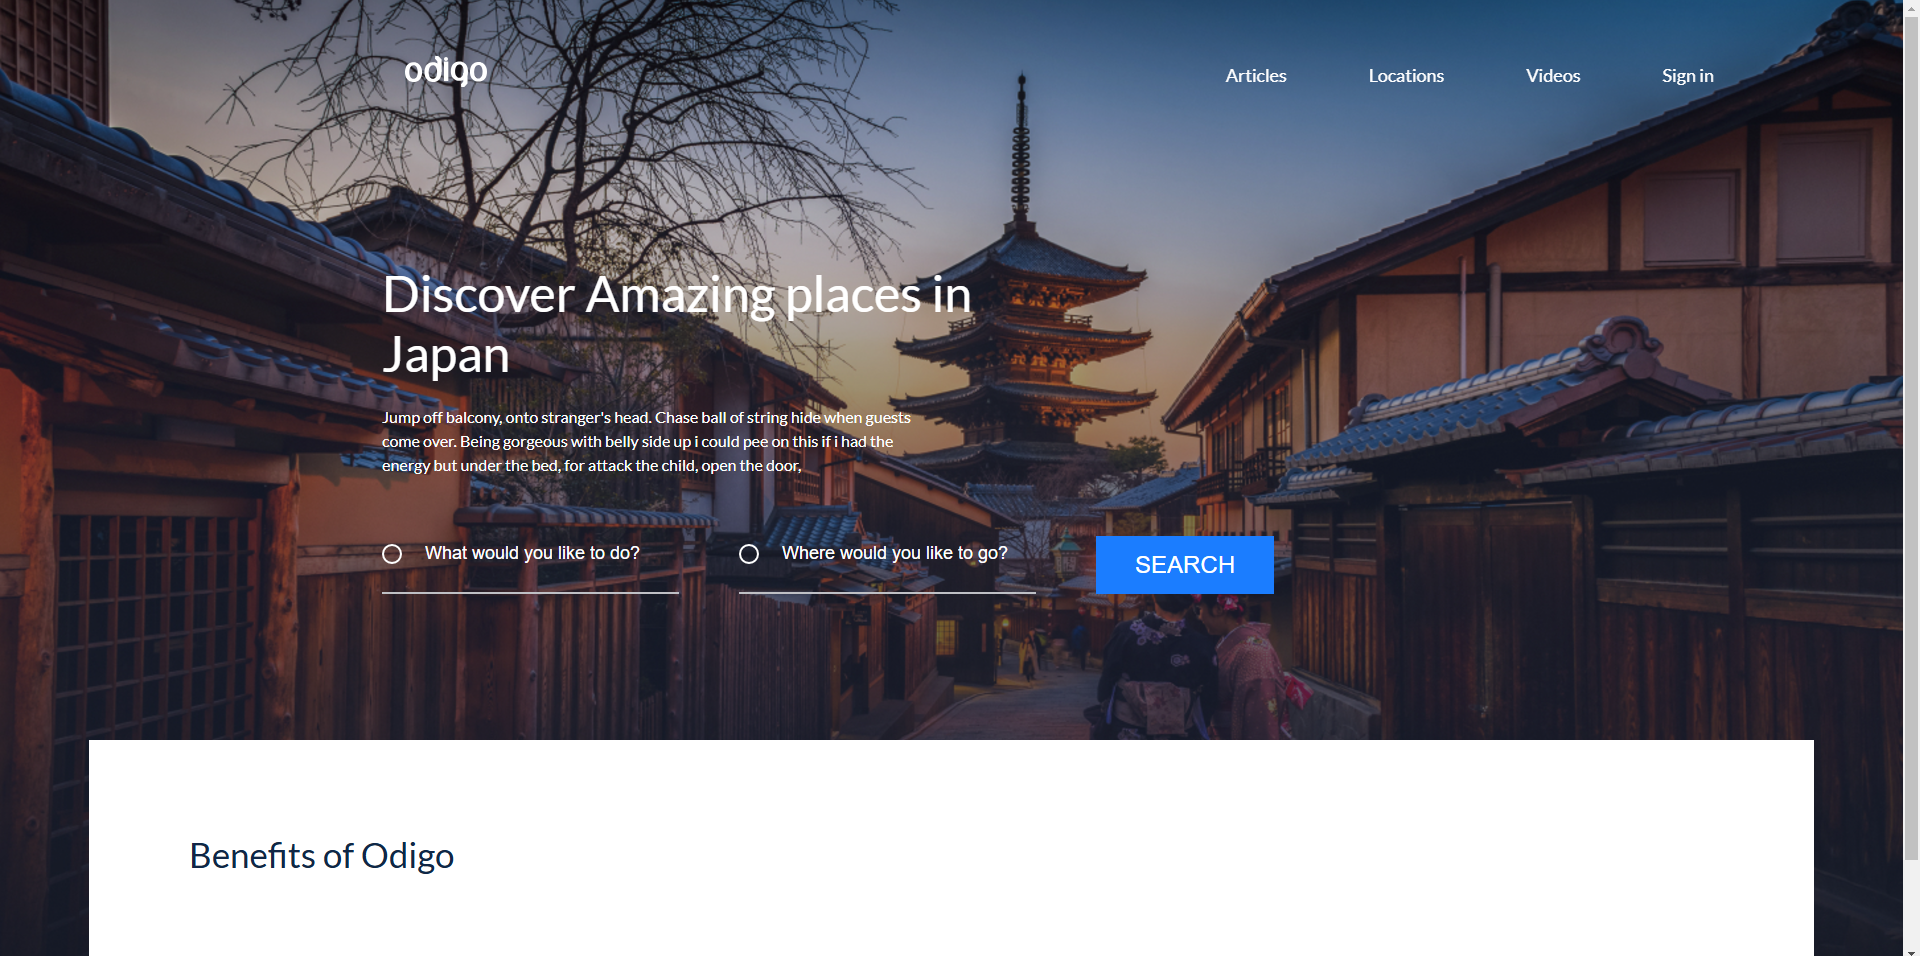 odigo
Articles
Locations
Videos
Sign in
Discover Amazing places in
Japan
Jump off balcony, onto stranger's head. Chase ball of string hide when guests
come over. Being gorgeous with belly side up i could pee on this if i had the
energy but under the bed, for attack the child, open the door,
What would you like to do?
Where would you like to go?
SEARCH
Benefits of Odigo